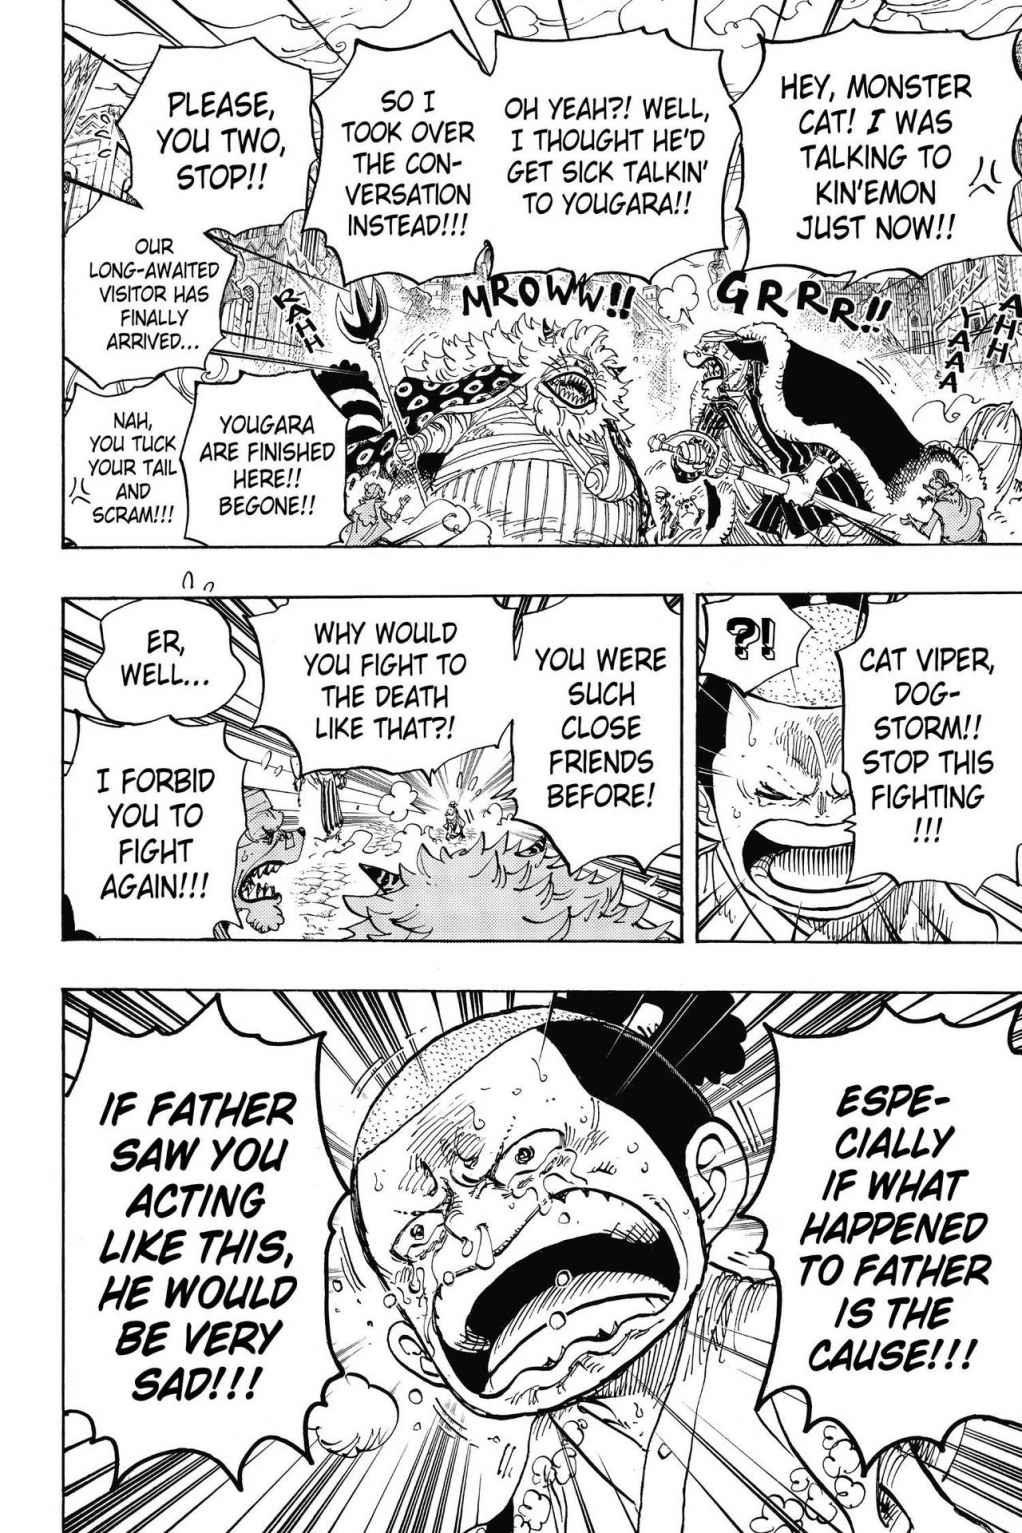 HEY, MONSTER
CAT! I WAS
TALKING TO
KIN'EMON
JUST NOW!!
OH YEAH?! WELL,
I THOUGHT HE'D
GET SICK TALKIN'
TO YOUGARA!!
SO I
TOOK OVER
THE CON-
VERSATION
INSTEAD!!!
PLEASE,
YOU TWO,
STOP!!
OUR
LONG-AWAITED
VISITOR HAS
FINALLY
ARRIVED...
GRRR!!
MROWW!!
AHH
YAAA
RAHH
YOUGARA
ARE FINISHED
HERE!!
BEGONE!!
NAH,
YOU TUCK
YOUR TAIL
AND
SCRAM!!!
CAT VIPER,
DOG-
STORM!!
STOP THIS
FIGHTING
!!!
?!
YOU WERE
SUCH
CLOSE
FRIENDS
BEFORE!
WHY WOULD
YOU FIGHT TO
THE DEATH
LIKE THAT?!
ER,
WELL...
I FORBID
YOU TO
FIGHT
AGAIN!!!
ESPE-
CIALLY
IF WHAT
HAPPENED
TO FATHER
IS THE
CAUSE!!!
IF FATHER
SAW YOU
ACTING
LIKE THIS,
HE WOULD
BE VERY
SAD!!!